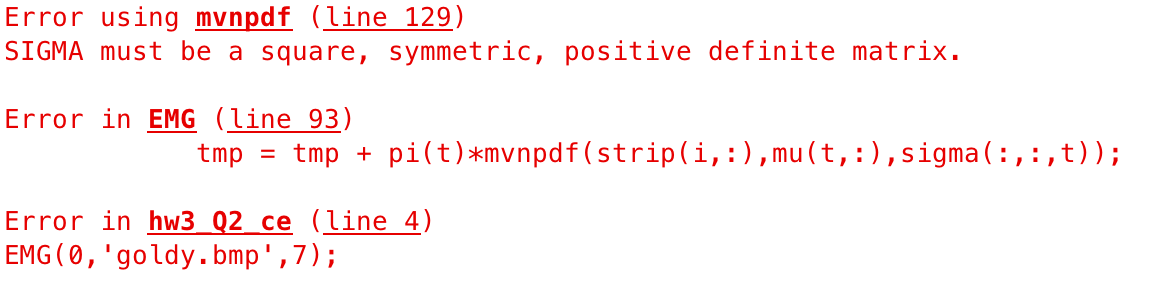 Error using mvnpdf (line 129)
SIGMA must be a square, symmetric, positive definite matrix.
Error in EMG (line 93)
tmp = tmp + pi(t)*mvnpdf(strip(i,:),mu(t,:),sigma(:,:,t));
Error in hw3_Q2_ce (line 4)
EMG(0,'goldy.bmp',7);